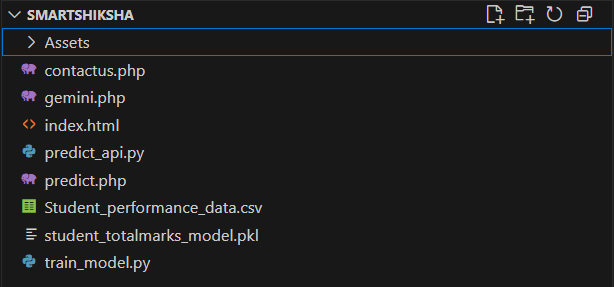 SMARTSHIKSHA
Assets
contactus.php
gemini.php
index.html
predict_api.py
predict.php
Student_performance_data.csv
student_totalmarks_model.pkl
train_model.py